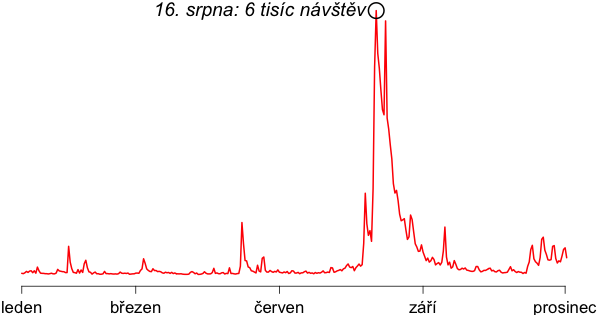 16. srpna: 6 tisíc návštěv
leden březen červen září prosinec